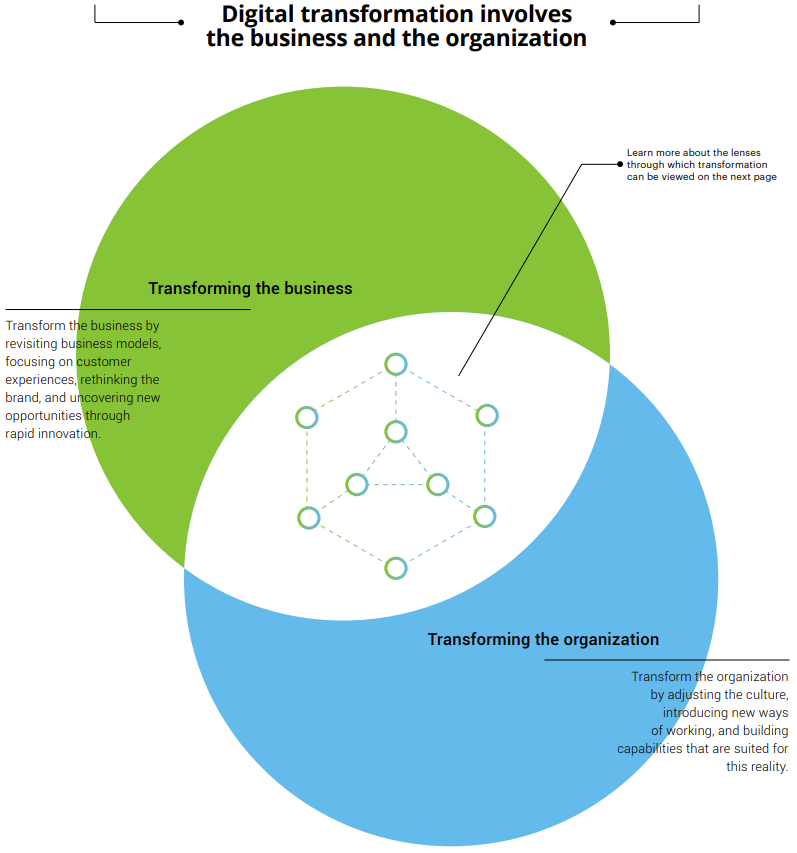 Digital transformation involves
the business and the organization
Learn more about the lenses
through which transformation
can be viewed on the next page
Transforming the business
Transform the business by
revisiting business models,
focusing on customer
experiences, rethinking the
brand, and uncovering new
opportunities through
rapid innovation.
Transforming the organization
Transform the organization
by adjusting the culture,
introducing new ways
of working, and building
capabilities that are suited for
this reality.